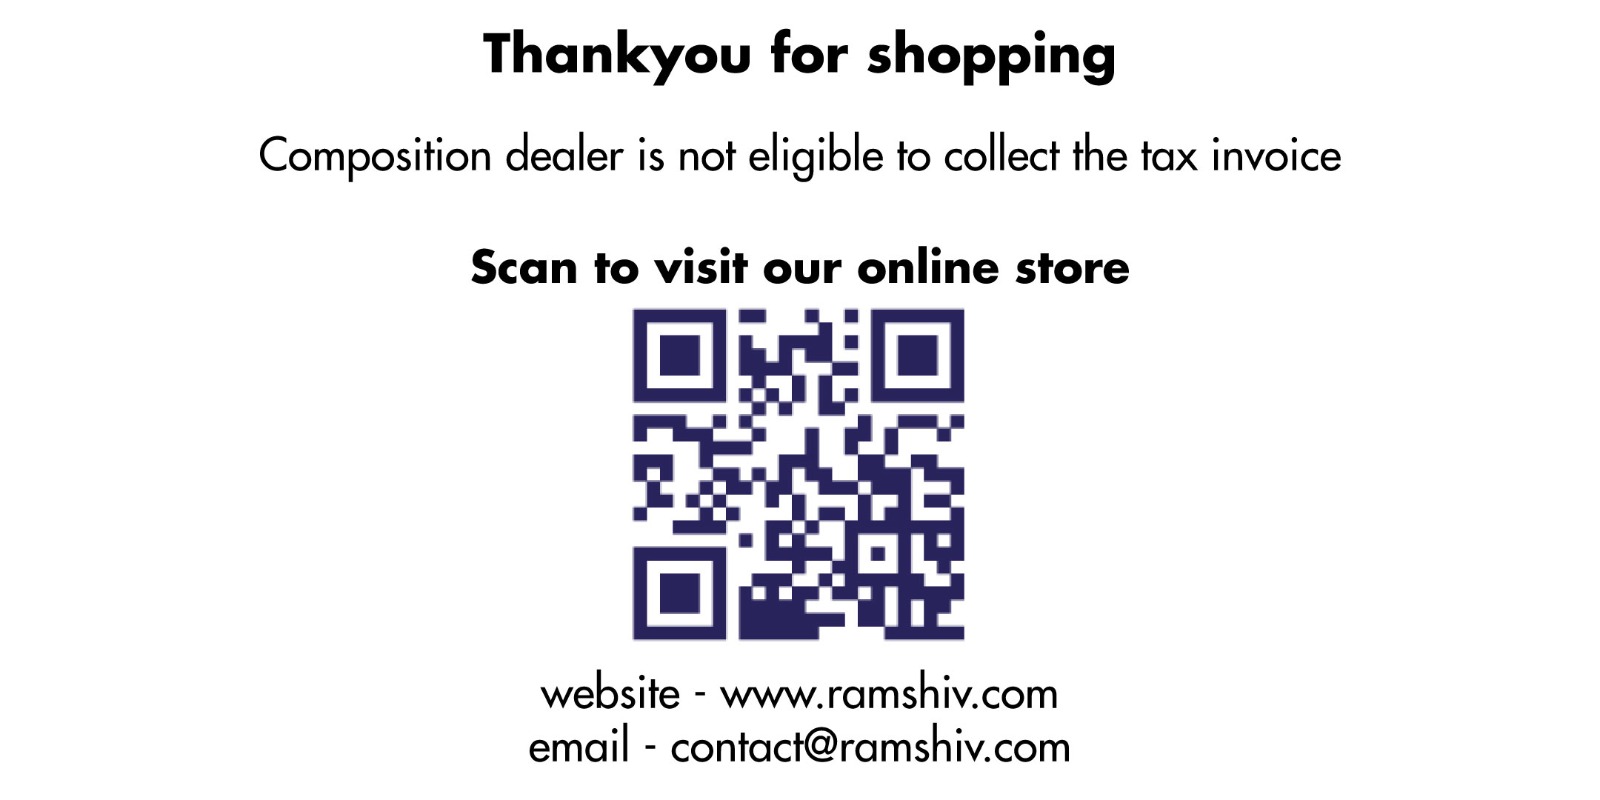 Thankyou for shopping
Composition dealer is not eligible to collect the tax invoice
Scan to visit our online store
website - www.ramshiv.com
email - contact@ramshiv.com